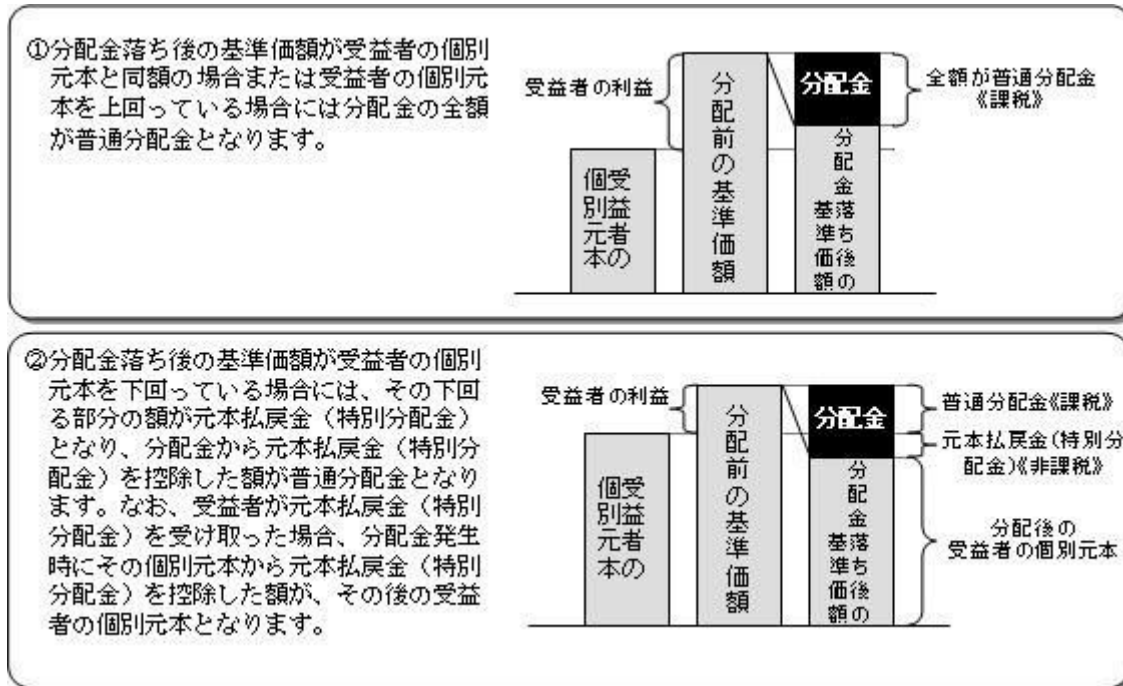 ①分配金落ち後の基準価額が受益者の個別
元本と同額の場合または受益者の個別元
本を上回っている場合には分配金の全額
が普通分配金となります。
受益者の利益
受益者の
個別元本
分配前の基準価額
分配金
分配金落ち後の
基準価額
全額が普通分配金
《課税》
②分配金落ち後の基準価額が受益者の個別
元本を下回っている場合には、その下回
る部分の額が元本払戻金（特別分配金）
となり、分配金から元本払戻金（特別分
配金）を控除した額が普通分配金となり
ます。なお、受益者が元本払戻金（特別
分配金）を受け取った場合、分配金発生
時にその個別元本から元本払戻金（特別
分配金）を控除した額が、その後の受益
者の個別元本となります。
受益者の利益
受益者の
個別元本
分配前の基準価額
分配金
分配金落ち後の
基準価額
普通分配金《課税》
元本払戻金(特別分
配金)《非課税》
分配後の
受益者の個別元本